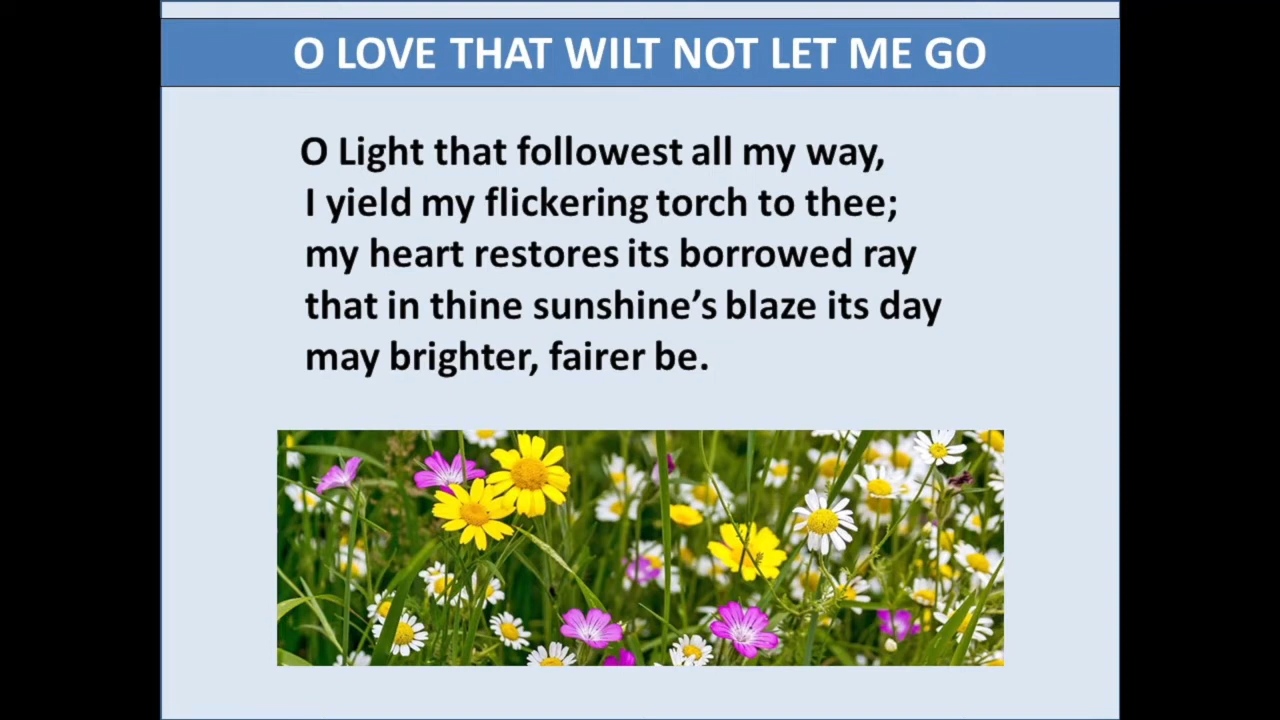 O LOVE THAT WILT NOT LET ME GO
O Light that followest all my way,
I yield my flickering torch to thee;
my heart restores its borrowed ray
that in thine sunshine’s blaze its day
may brighter, fairer be.